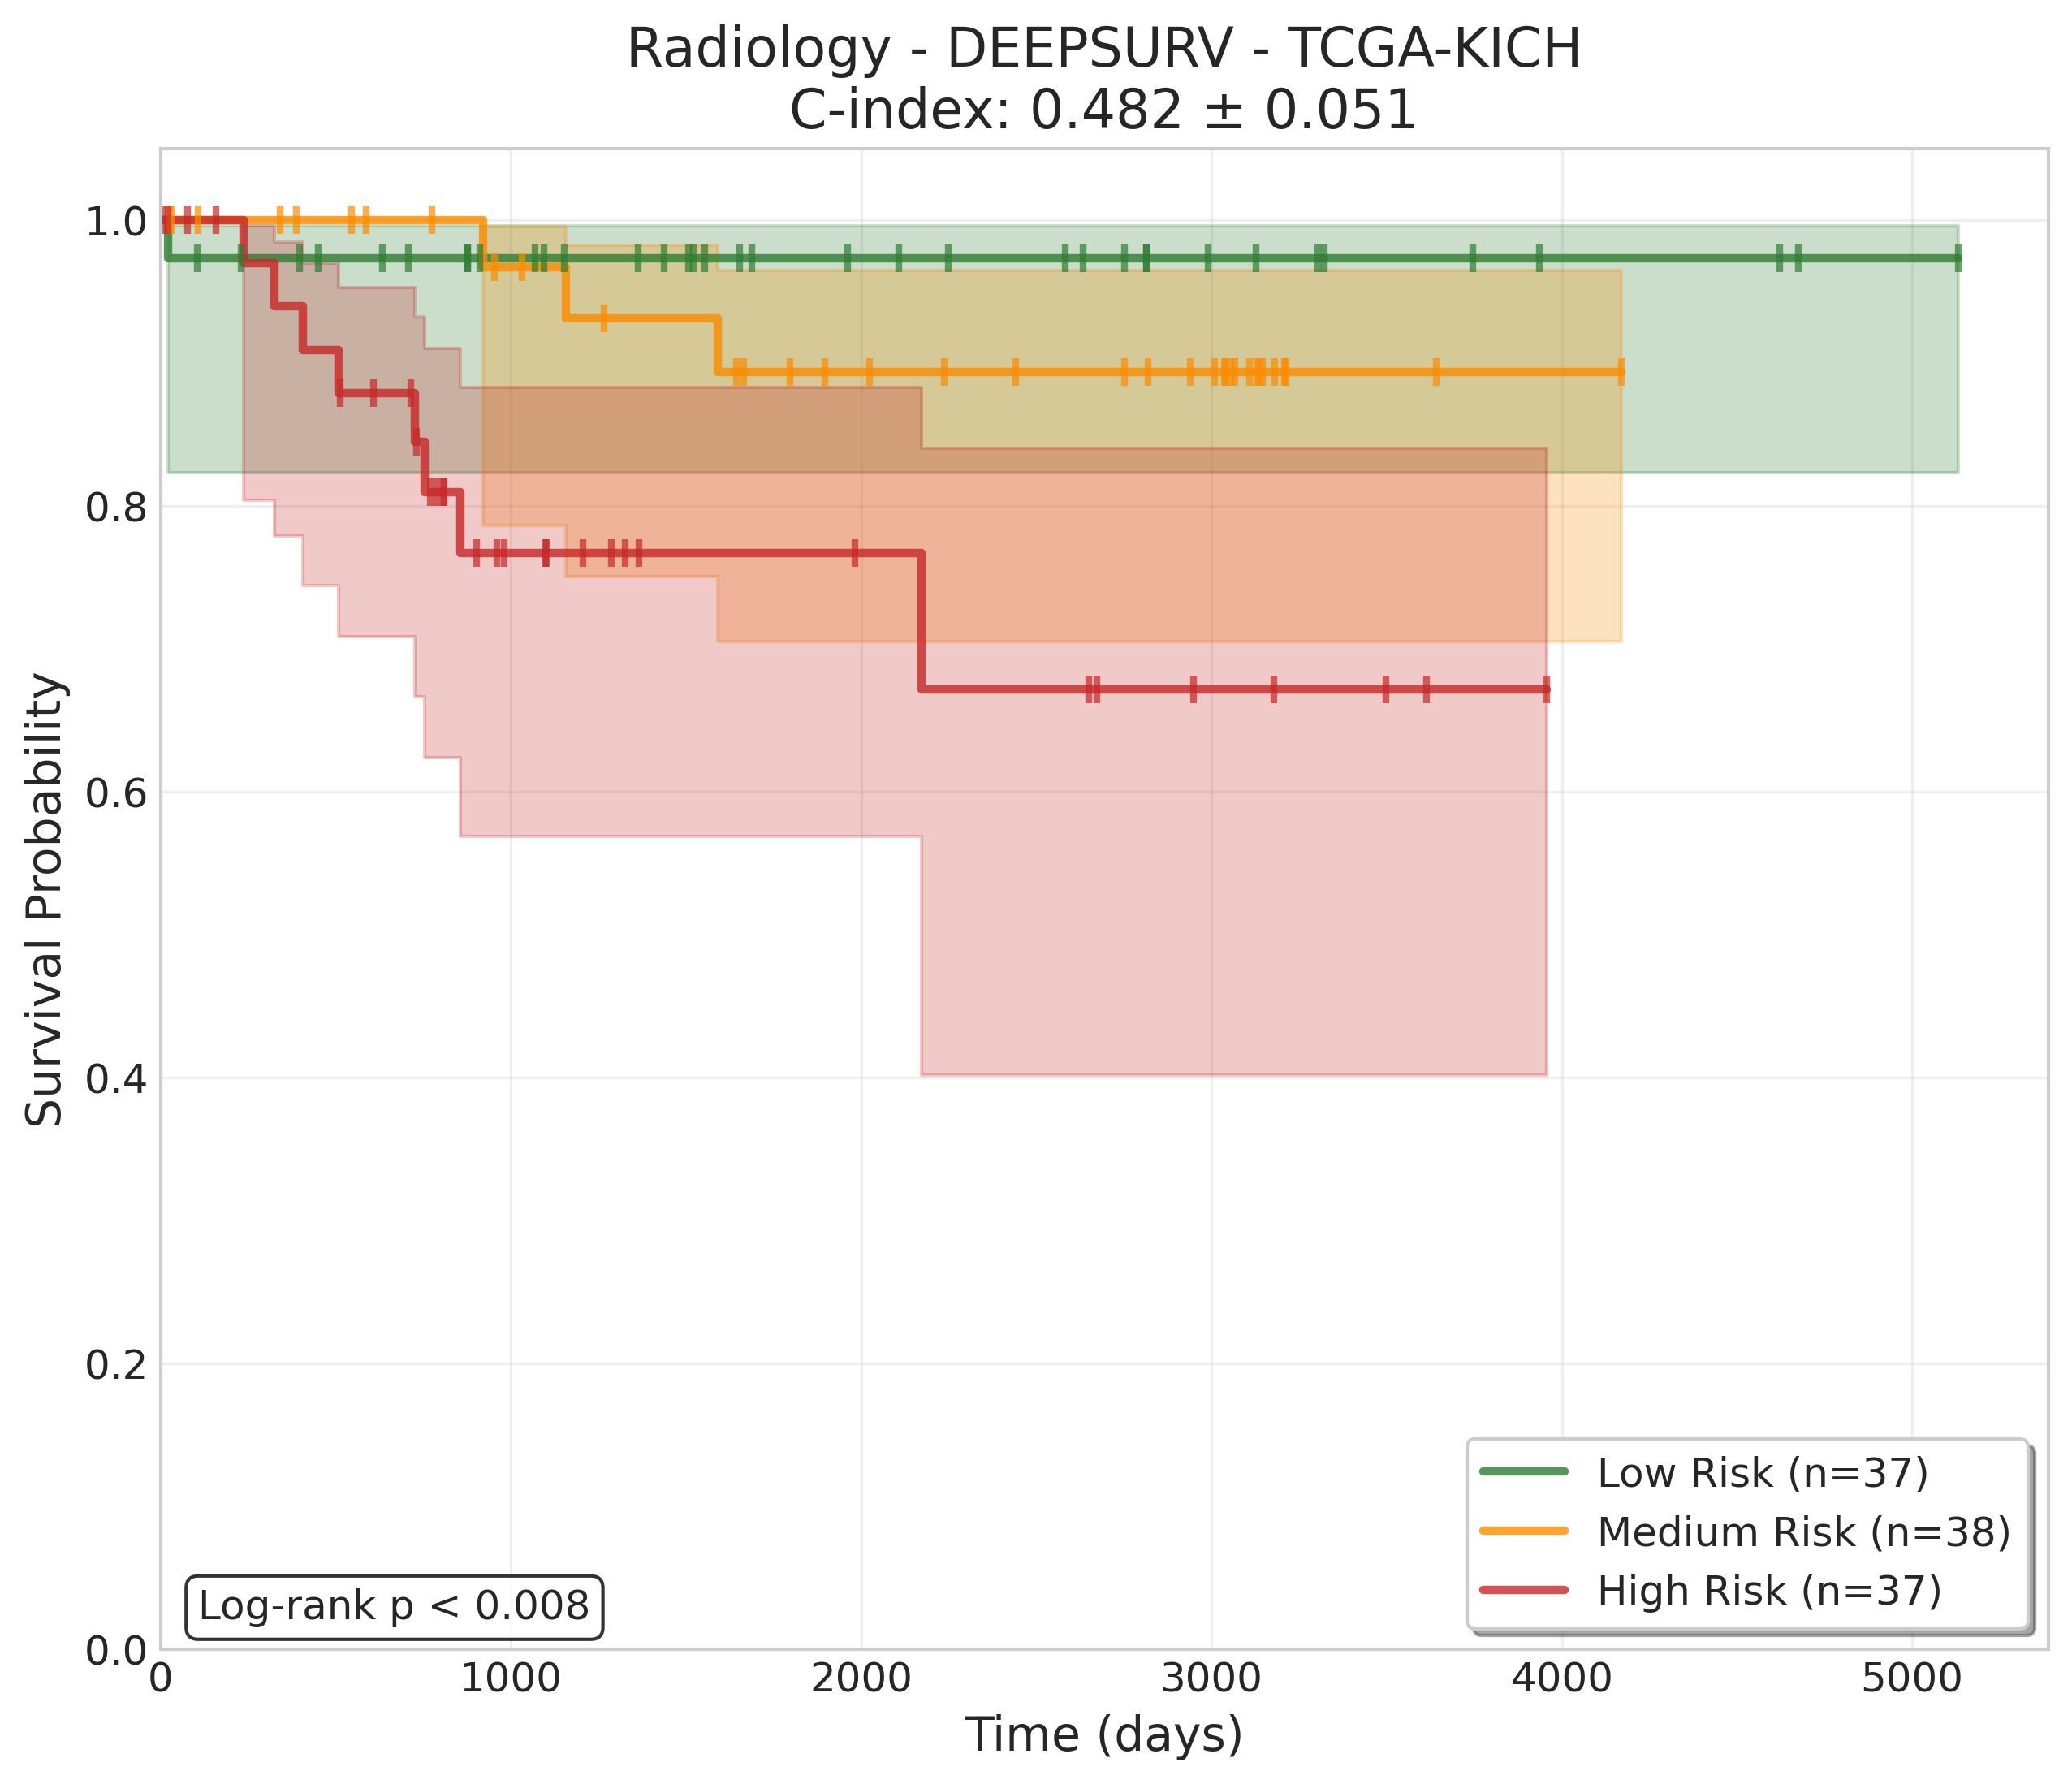 Radiology - DEEPSURV - TCGA-KICH
C-index: 0.482 ± 0.051
Survival Probability
1.0
0.8
0.6
0.4
0.2
0.0
Low Risk (n=37)
Medium Risk (n=38)
High Risk (n=37)
Log-rank p < 0.008
0 1000 2000 3000 4000 5000
Time (days)